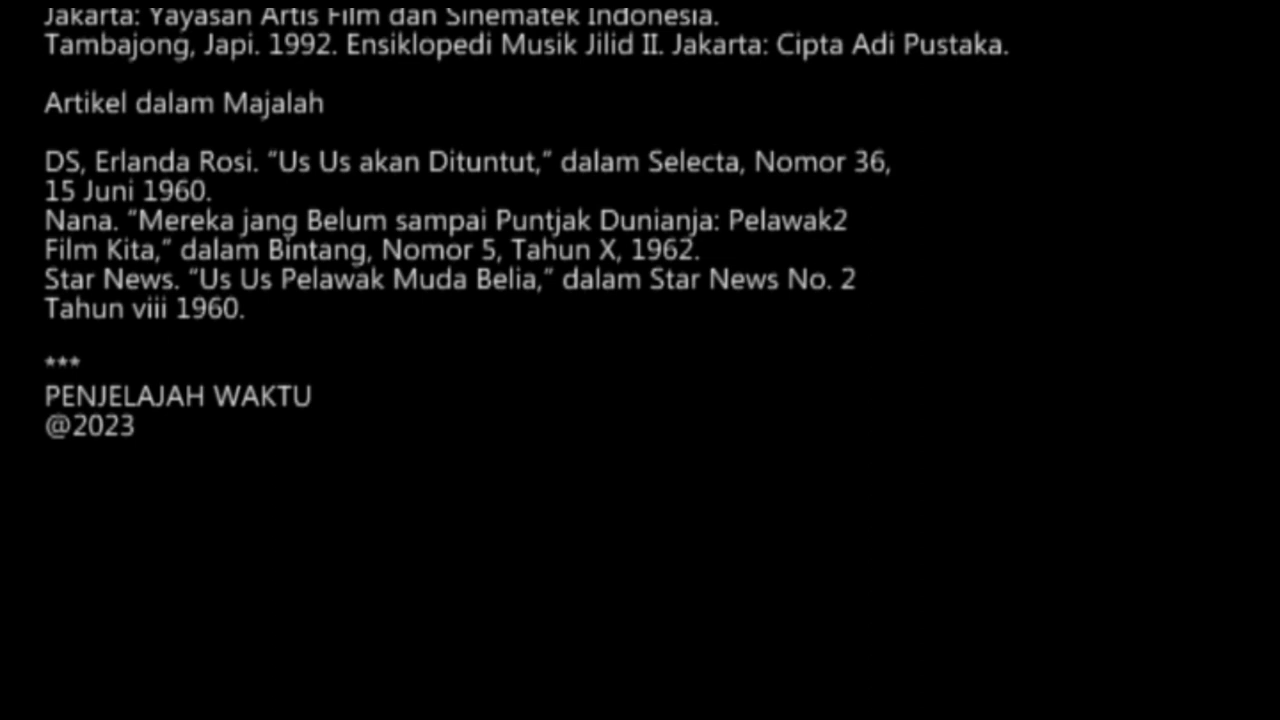 Jakarta: Yayasan Artis Film dan Sinematek Indonesia.
Tambajong, Japi. 1992. Ensiklopedi Musik Jilid II. Jakarta: Cipta Adi Pustaka.
Artikel dalam Majalah
DS, Erlanda Rosi. “Us Us akan Dituntut,” dalam Selecta, Nomor 36,
15 Juni 1960.
Nana. “Mereka jang Belum sampai Puntjak Dunianja: Pelawak2
Film Kita,” dalam Bintang, Nomor 5, Tahun X, 1962.
Star News. “Us Us Pelawak Muda Belia,” dalam Star News No. 2
Tahun viii 1960.
***
PENJELAJAH WAKTU
@2023